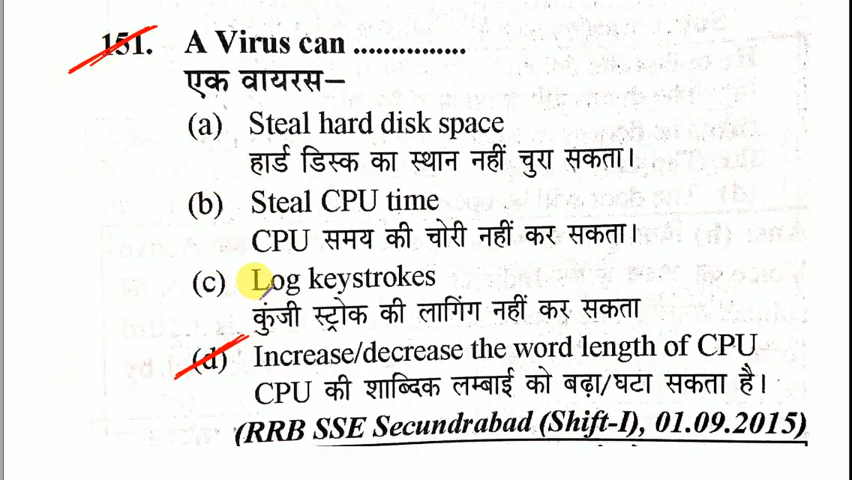 151. A Virus can ................
एक वायरस–
(a) Steal hard disk space
हार्ड डिस्क का स्थान नहीं चुरा सकता।
(b) Steal CPU time
CPU समय की चोरी नहीं कर सकता।
(c) Log keystrokes
कुंजी स्ट्रोक की लागिंग नहीं कर सकता
(d) Increase/decrease the word length of CPU
CPU की शाब्दिक लम्बाई को बढ़ा/घटा सकता है।
(RRB SSE Secundrabad (Shift-I), 01.09.2015)